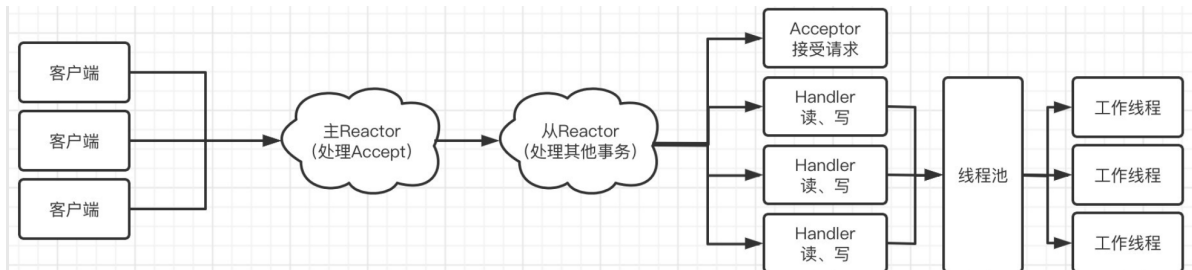 客户端
客户端
客户端
主Reactor
(处理Accept)
从Reactor
(处理其他事务)
Acceptor
接受请求
Handler
读、写
Handler
读、写
Handler
读、写
线程池
工作线程
工作线程
工作线程